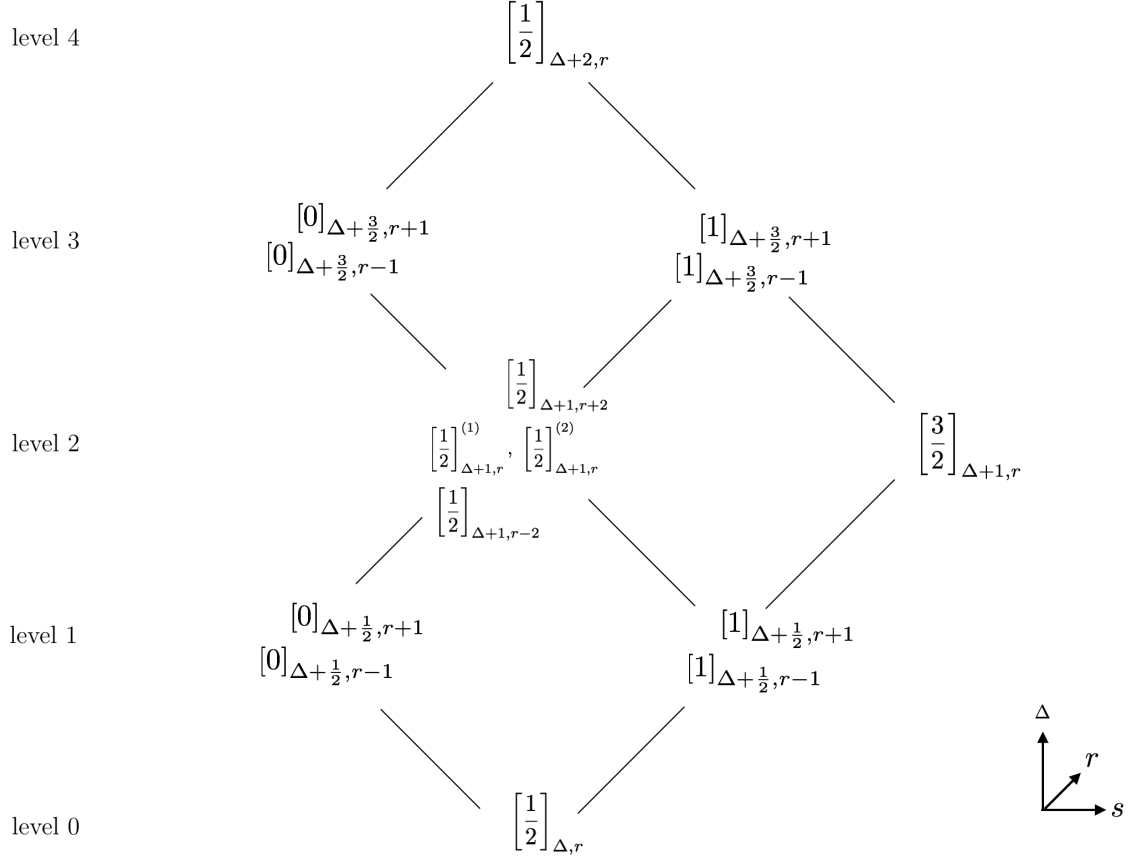 level 4 [1/2]_{Δ+2,r}
[0]_{Δ+3/2,r+1} [1]_{Δ+3/2,r+1}
level 3
[0]_{Δ+3/2,r−1} [1]_{Δ+3/2,r−1}
[1/2]_{Δ+1,r+2}
level 2 [1/2]^{(1)}_{Δ+1,r} , [1/2]^{(2)}_{Δ+1,r} [3/2]_{Δ+1,r}
[1/2]_{Δ+1,r−2}
[0]_{Δ+1/2,r+1} [1]_{Δ+1/2,r+1}
level 1
[0]_{Δ+1/2,r−1} [1]_{Δ+1/2,r−1}
Δ
r
s
level 0 [1/2]_{Δ,r}